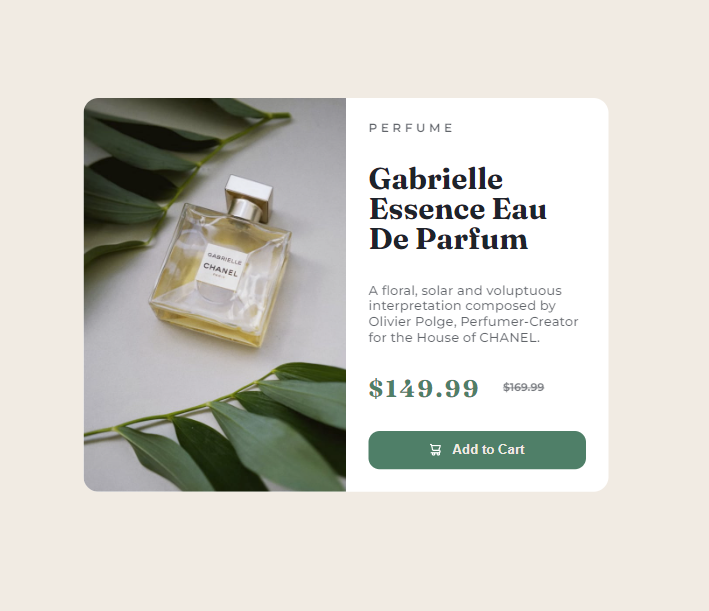 GABRIELLE
CHANEL
PARIS
PERFUME
Gabrielle
Essence Eau
De Parfum
A floral, solar and voluptuous
interpretation composed by
Olivier Polge, Perfumer-Creator
for the House of CHANEL.
$149.99 $169.99
Add to Cart